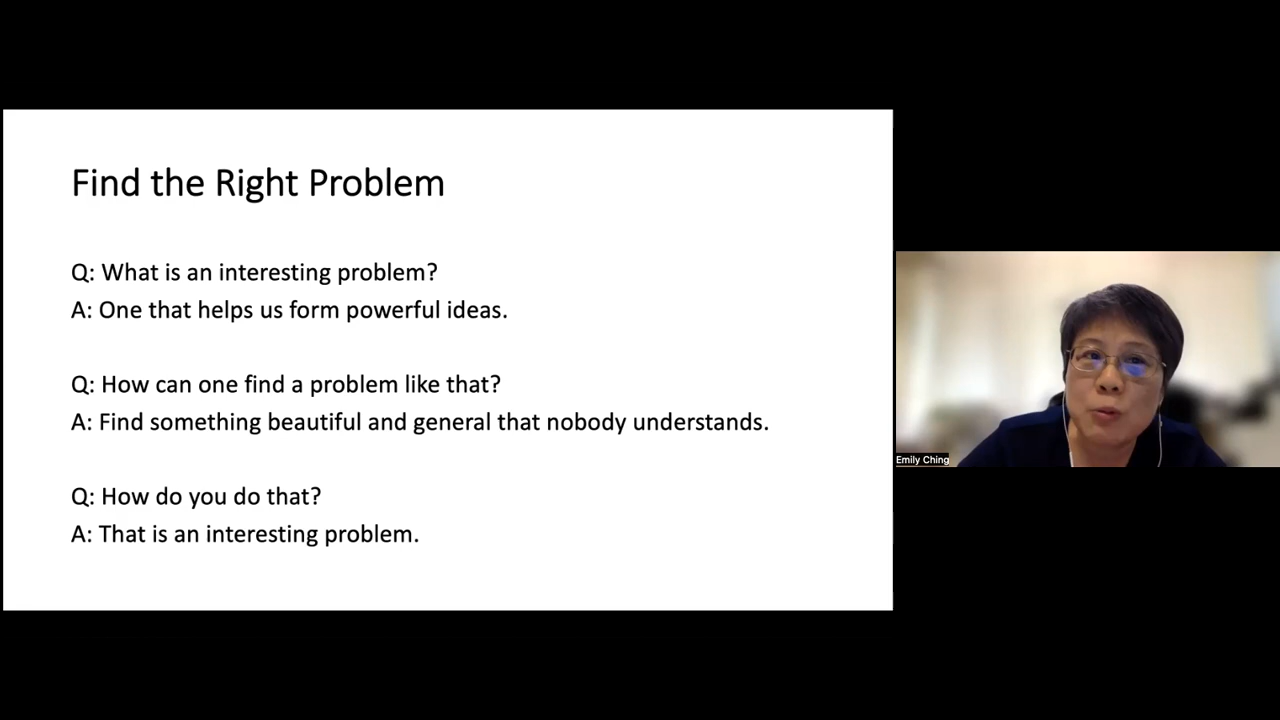 Find the Right Problem
Q: What is an interesting problem?
A: One that helps us form powerful ideas.
Q: How can one find a problem like that?
A: Find something beautiful and general that nobody understands.
Q: How do you do that?
A: That is an interesting problem.
Emily Ching